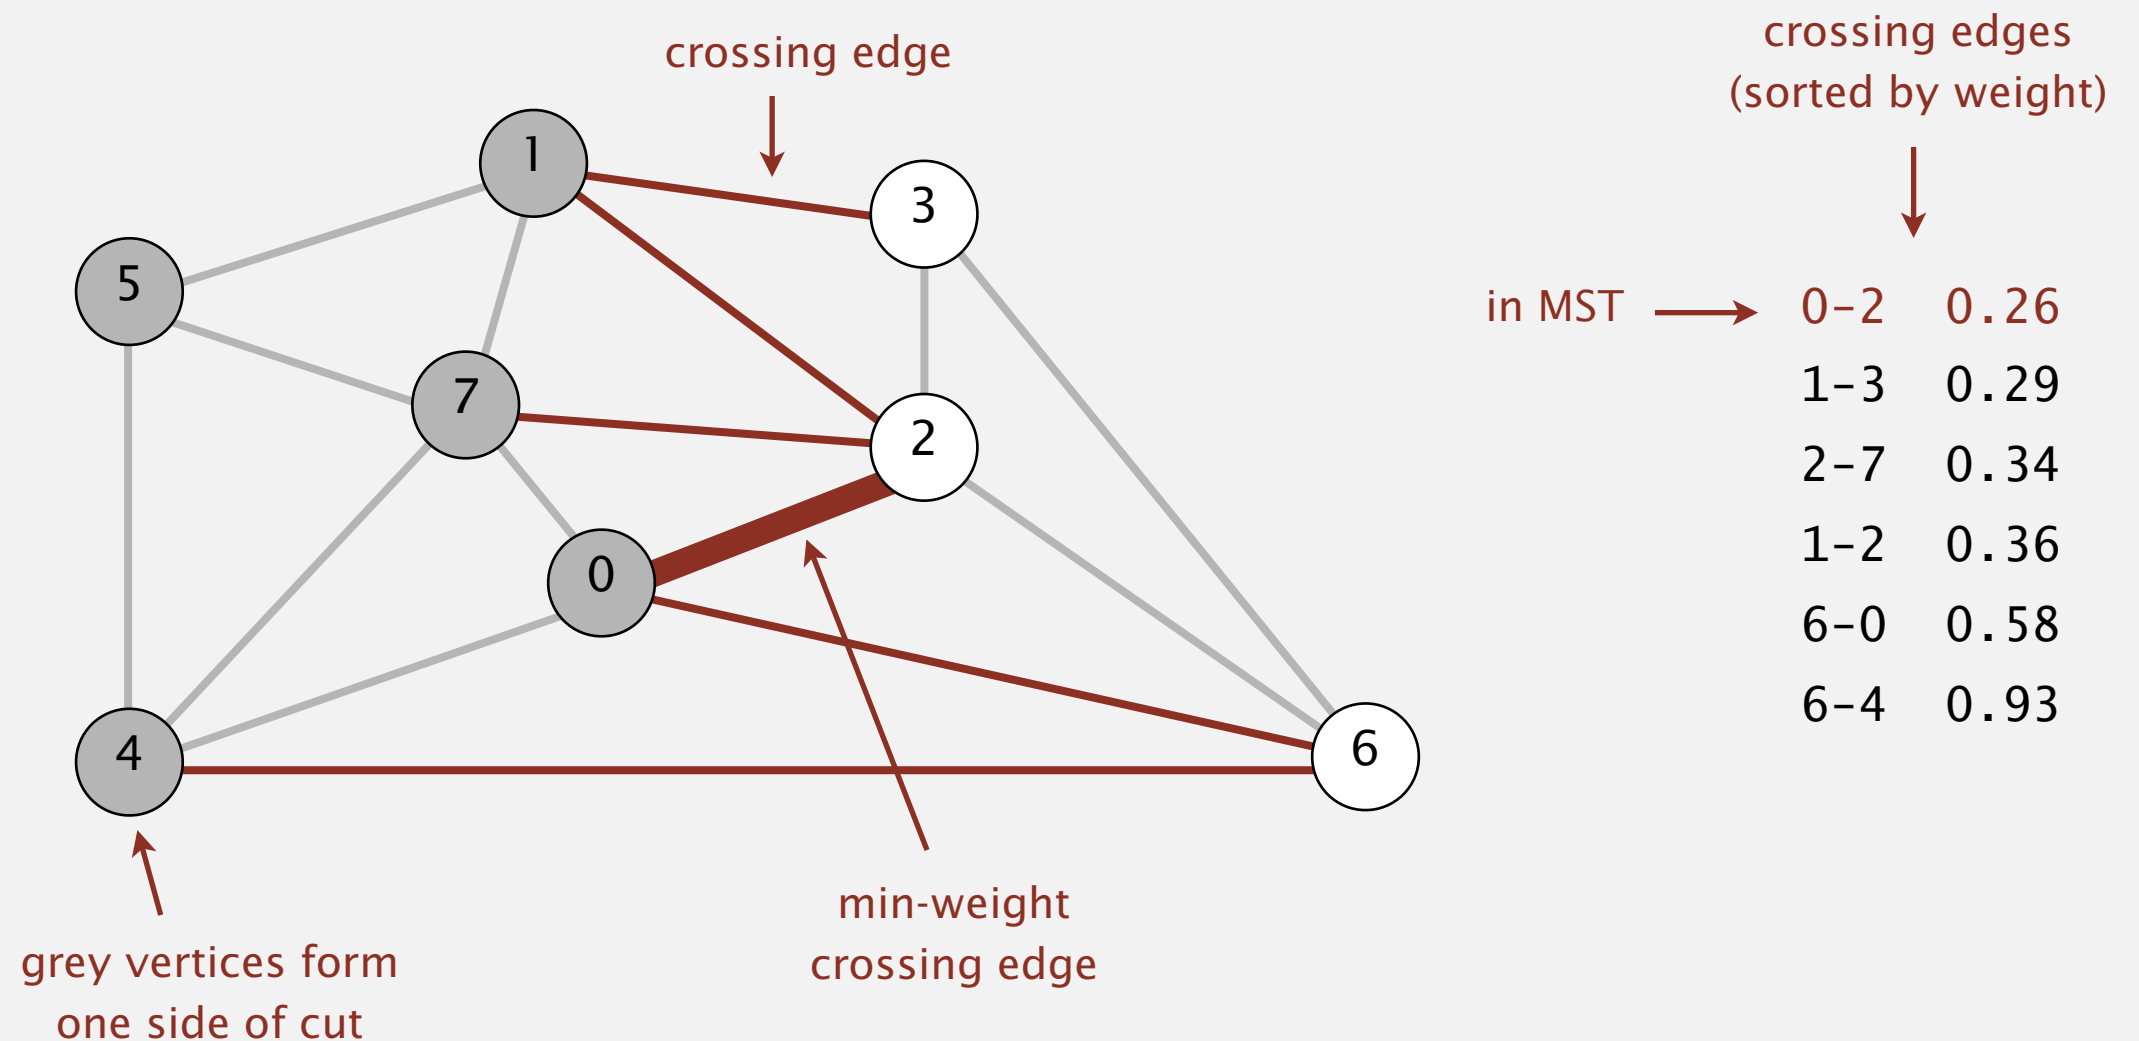 crossing edge
crossing edges
(sorted by weight)
1
3
5
7
2
0
4
6
in MST
0-2 0.26
1-3 0.29
2-7 0.34
1-2 0.36
6-0 0.58
6-4 0.93
min-weight
crossing edge
grey vertices form
one side of cut